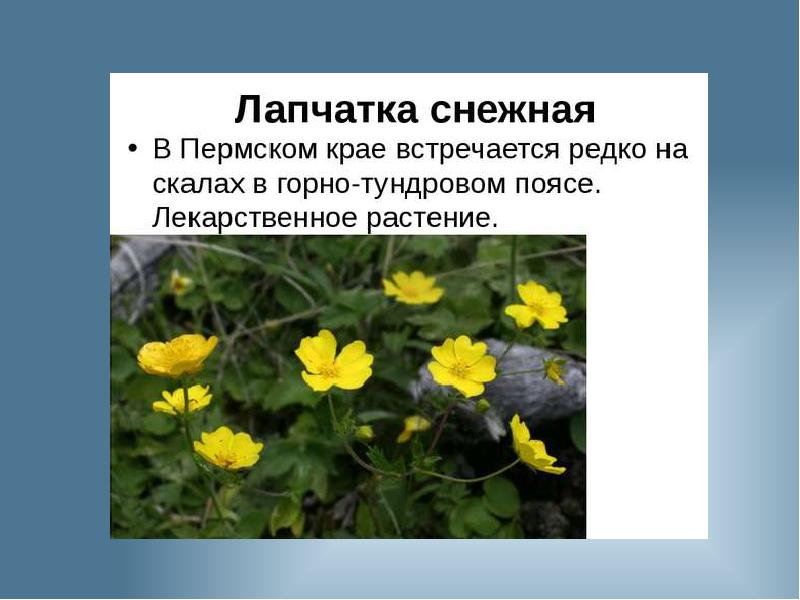 Лапчатка снежная
• В Пермском крае встречается редко на
скалах в горно-тундровом поясе.
Лекарственное растение.